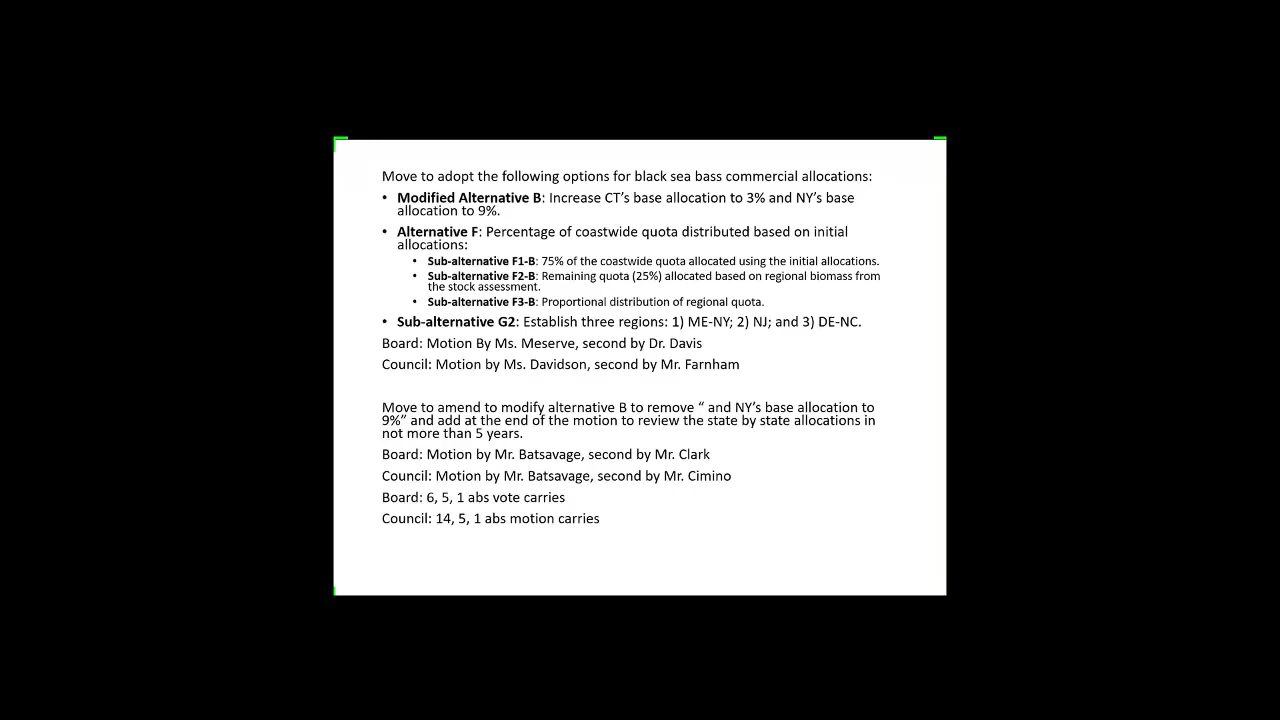 Move to adopt the following options for black sea bass commercial allocations:
• Modified Alternative B: Increase CT's base allocation to 3% and NY's base
allocation to 9%.
• Alternative F: Percentage of coastwide quota distributed based on initial
allocations:
• Sub-alternative F1-B: 75% of the coastwide quota allocated using the initial allocations.
• Sub-alternative F2-B: Remaining quota (25%) allocated based on regional biomass from
the stock assessment.
• Sub-alternative F3-B: Proportional distribution of regional quota.
• Sub-alternative G2: Establish three regions: 1) ME-NY; 2) NJ; and 3) DE-NC.
Board: Motion By Ms. Meserve, second by Dr. Davis
Council: Motion by Ms. Davidson, second by Mr. Farnham
Move to amend to modify alternative B to remove “ and NY's base allocation to
9%” and add at the end of the motion to review the state by state allocations in
not more than 5 years.
Board: Motion by Mr. Batsavage, second by Mr. Clark
Council: Motion by Mr. Batsavage, second by Mr. Cimino
Board: 6, 5, 1 abs vote carries
Council: 14, 5, 1 abs motion carries